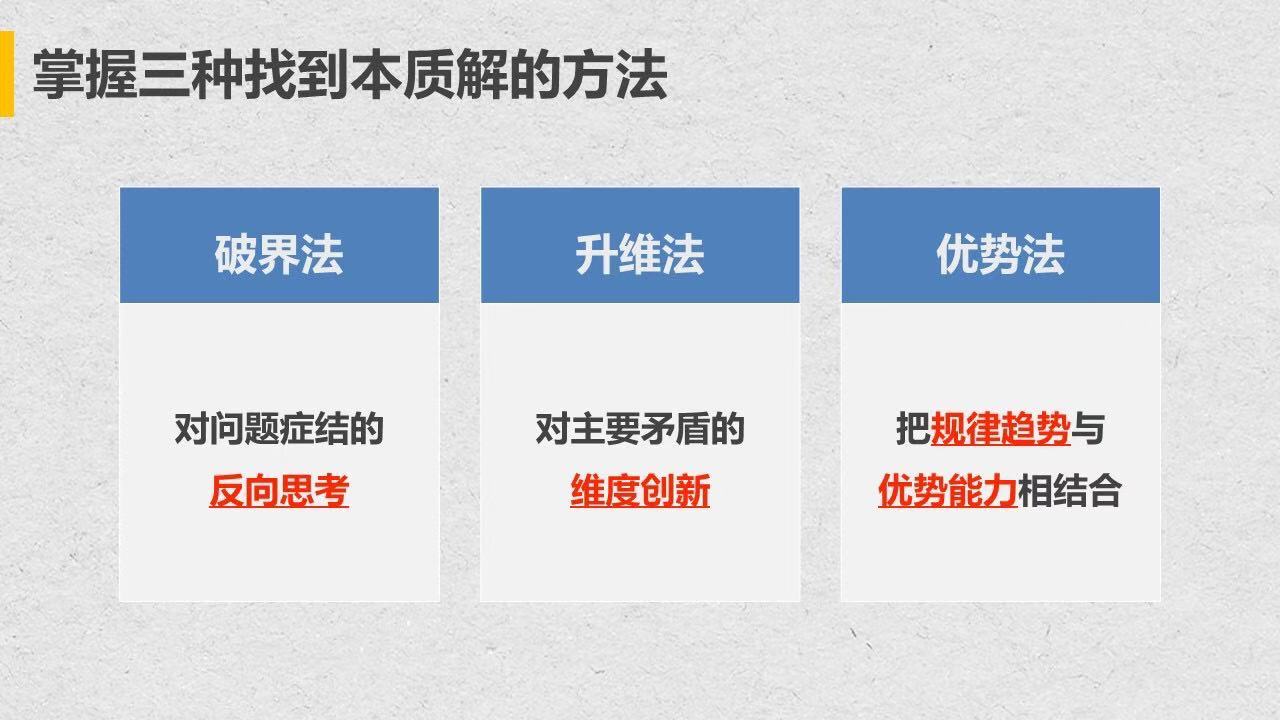 掌握三种找到本质解的方法
破界法
对问题症结的
反向思考
升维法
对主要矛盾的
维度创新
优势法
把规律趋势与
优势能力相结合